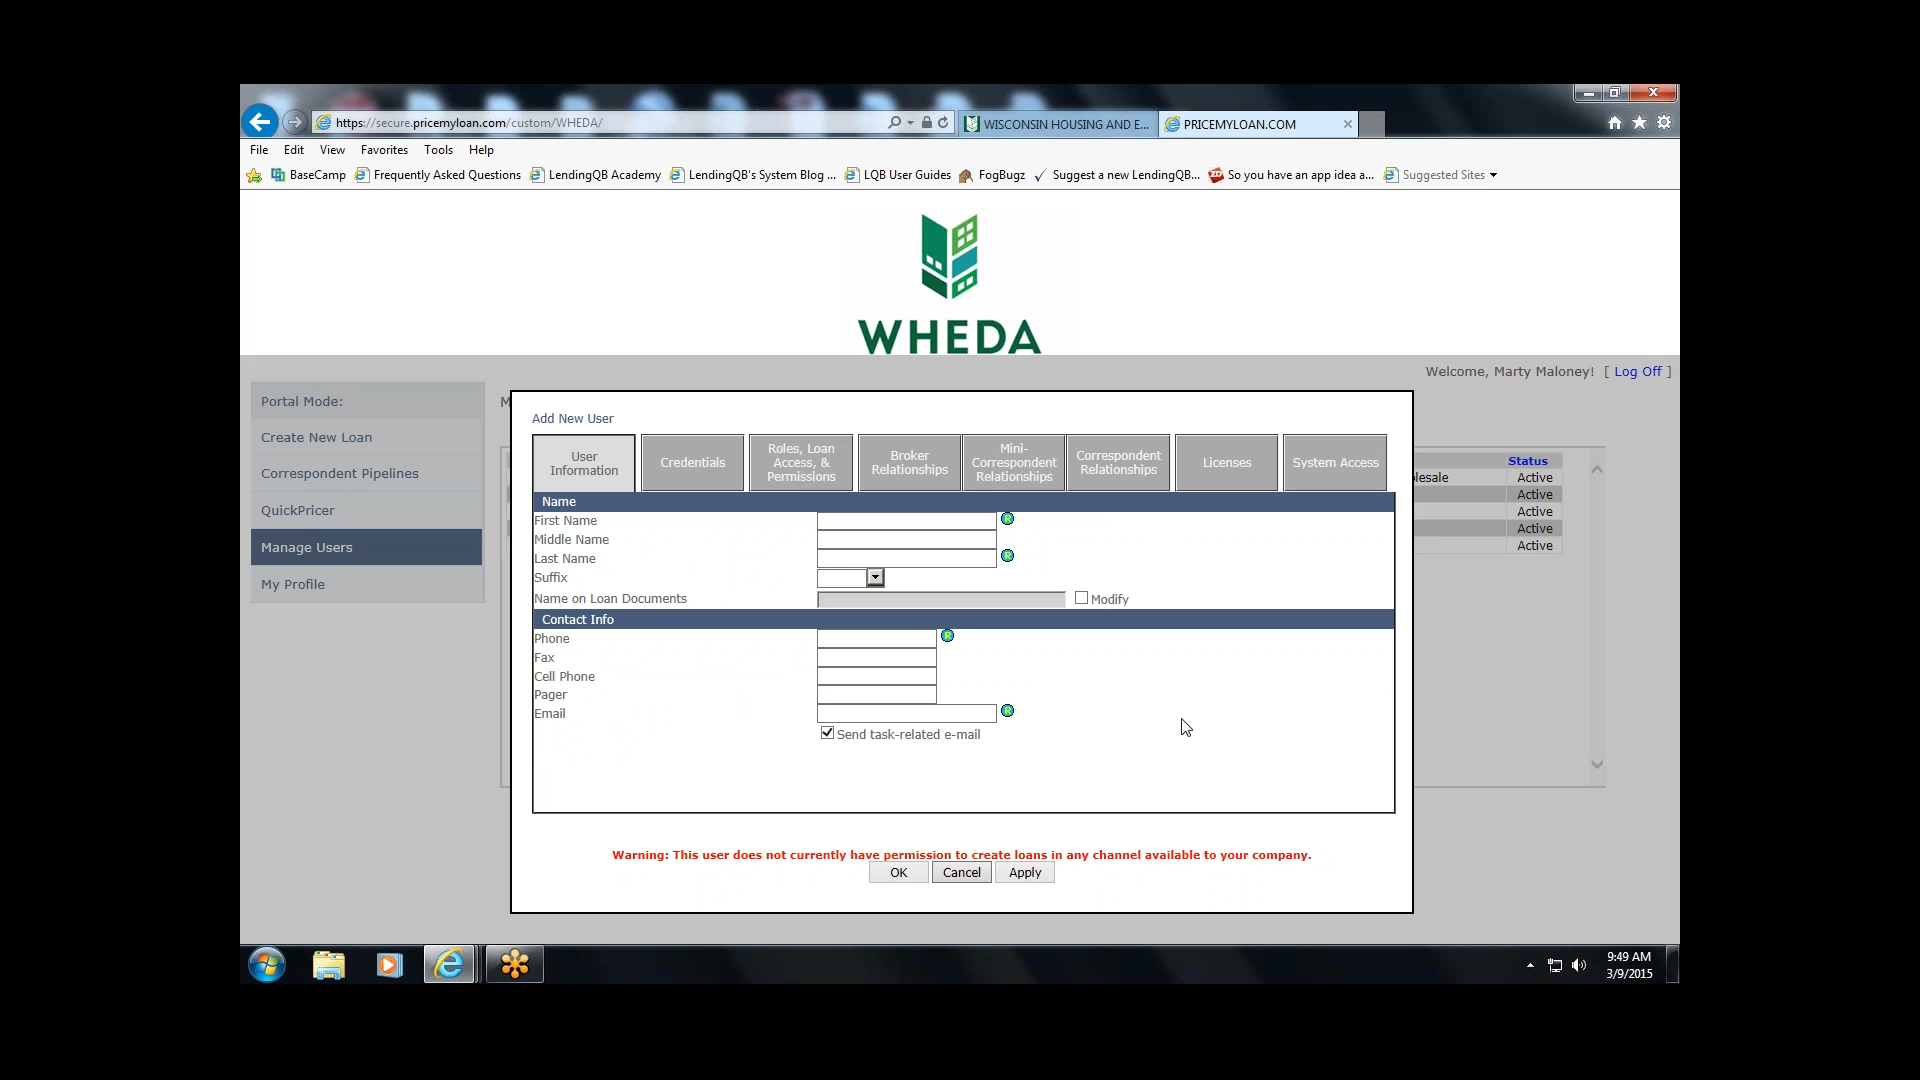 https://secure.pricemyloan.com/custom/WHEDA/
WISCONSIN HOUSING AND E...
PRICEMYLOAN.COM
File Edit View Favorites Tools Help
BaseCamp Frequently Asked Questions LendingQB Academy LendingQB's System Blog ... LQB User Guides FogBugz Suggest a new LendingQB... So you have an app idea a... Suggested Sites
WHEDA
Welcome, Marty Maloney! [ Log Off ]
Portal Mode:
Create New Loan
Correspondent Pipelines
QuickPricer
Manage Users
My Profile
M
Add New User
User Information
Credentials
Roles, Loan Access, & Permissions
Broker Relationships
Mini-Correspondent Relationships
Correspondent Relationships
Licenses
System Access
Name
First Name R
Middle Name
Last Name R
Suffix
Name on Loan Documents Modify
Contact Info
Phone R
Fax
Cell Phone
Pager
Email R
Send task-related e-mail
Warning: This user does not currently have permission to create loans in any channel available to your company.
OK Cancel Apply
Status
lesale Active
Active
Active
Active
Active
9:49 AM
3/9/2015